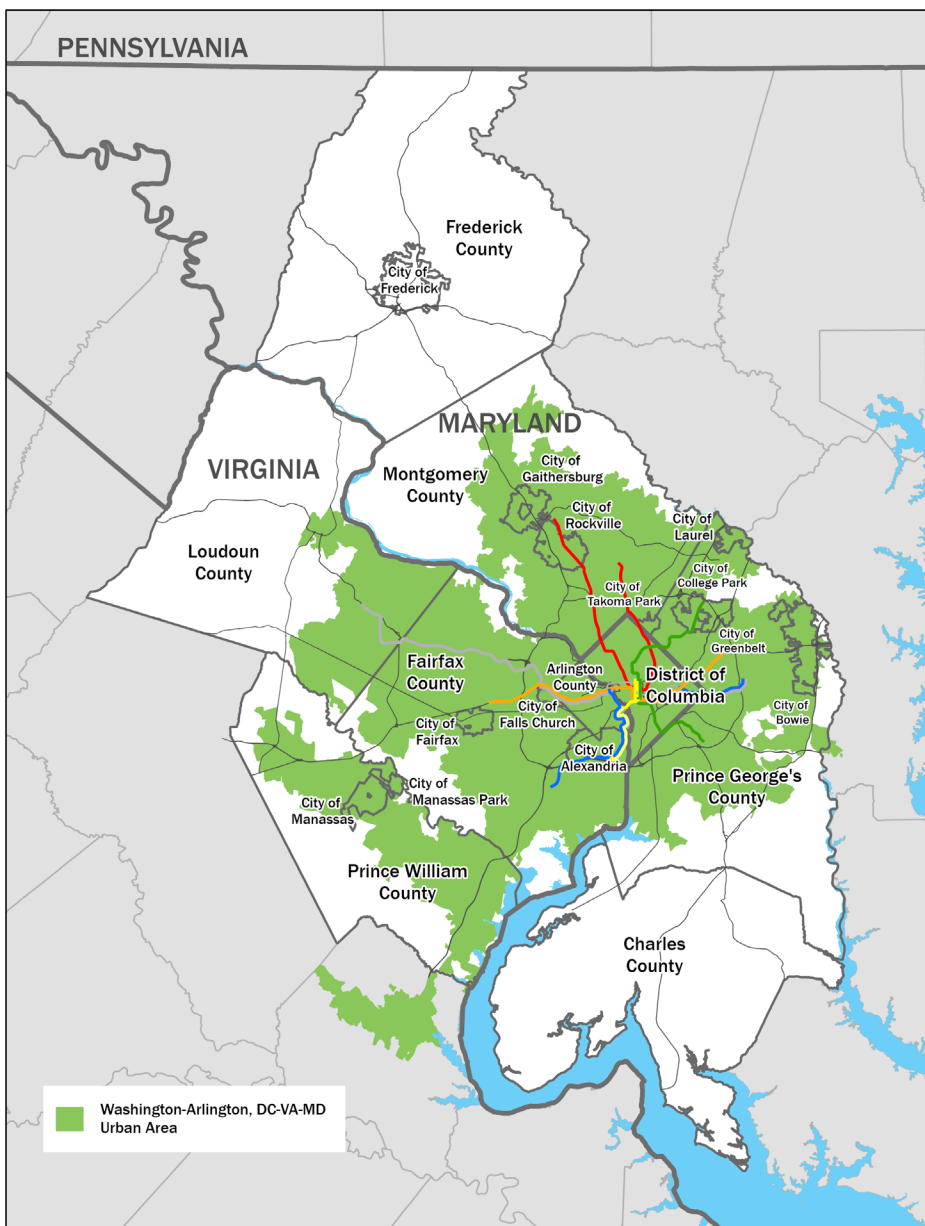 PENNSYLVANIA
Frederick
County
City of
Frederick
MARYLAND
VIRGINIA
City of
Gaithersburg
Montgomery
County
City of
Rockville
City of
Laurel
Loudoun
County
City of
College Park
City of
Takoma Park
City of
Greenbelt
Fairfax
County
Arlington
County
District of
Columbia
City of
Falls Church
City of
Bowie
City of
Fairfax
City of
Alexandria
Prince George's
County
City of
Manassas Park
City of
Manassas
Prince William
County
Charles
County
Washington-Arlington, DC-VA-MD
Urban Area